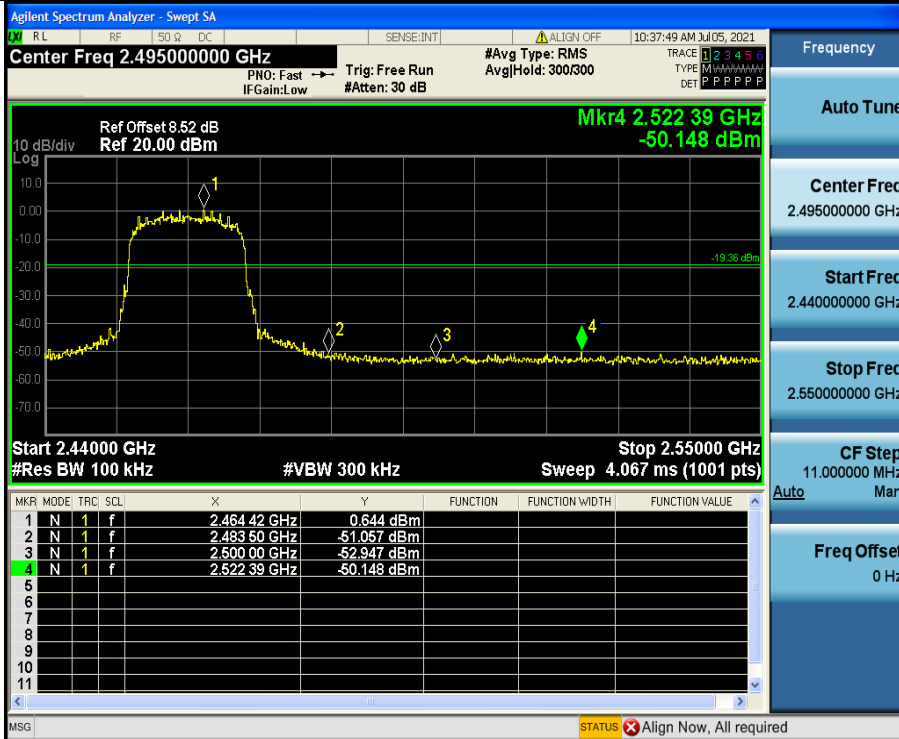 Agilent Spectrum Analyzer - Swept SA
LXI RL RF 50 Ω DC SENSE:INT ALIGN OFF 10:37:49 AM Jul 05, 2021
Center Freq 2.495000000 GHz
PNO: Fast
IFGain:Low
Trig: Free Run
#Atten: 30 dB
#Avg Type: RMS
Avg|Hold: 300/300
TRACE 1 2 3 4 5 6
TYPE M
DET P P P P P P
Mkr4 2.522 39 GHz
-50.148 dBm
Ref Offset 8.52 dB
10 dB/div Ref 20.00 dBm
Log
10.0
0.00
-10.0
-20.0
-30.0
-40.0
-50.0
-60.0
-70.0
1
-19.36 dBm
2
3
4
Start 2.44000 GHz Stop 2.55000 GHz
#Res BW 100 kHz #VBW 300 kHz Sweep 4.067 ms (1001 pts)
MKR MODE TRC SCL X Y FUNCTION FUNCTION WIDTH FUNCTION VALUE
1 N 1 f 2.464 42 GHz 0.644 dBm
2 N 1 f 2.483 50 GHz -51.057 dBm
3 N 1 f 2.500 00 GHz -52.947 dBm
4 N 1 f 2.522 39 GHz -50.148 dBm
5
6
7
8
9
10
11
MSG STATUS Align Now, All required
Frequency
Auto Tune
Center Freq
2.495000000 GHz
Start Freq
2.440000000 GHz
Stop Freq
2.550000000 GHz
CF Step
11.000000 MHz
Auto Man
Freq Offset
0 Hz